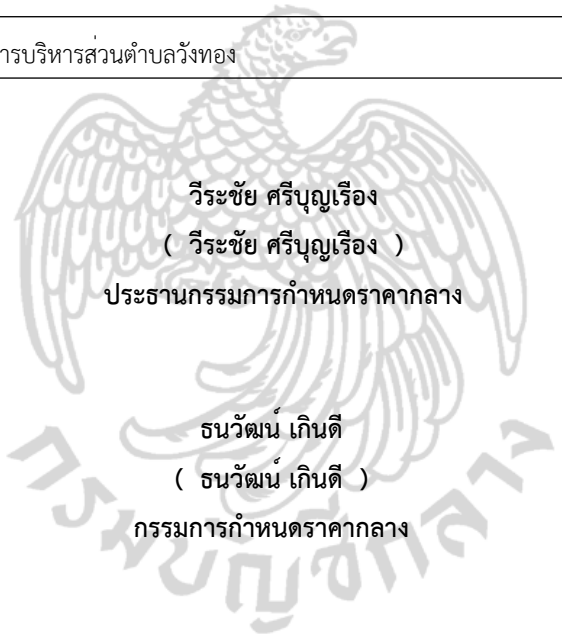 ารบริหารส่วนตำบลวังทอง
วีระชัย ศรีบุญเรือง
( วีระชัย ศรีบุญเรือง )
ประธานกรรมการกำหนดราคากลาง
ธนวัฒน์ เกินดี
( ธนวัฒน์ เกินดี )
กรรมการกำหนดราคากลาง
กรมบัญชีกลาง